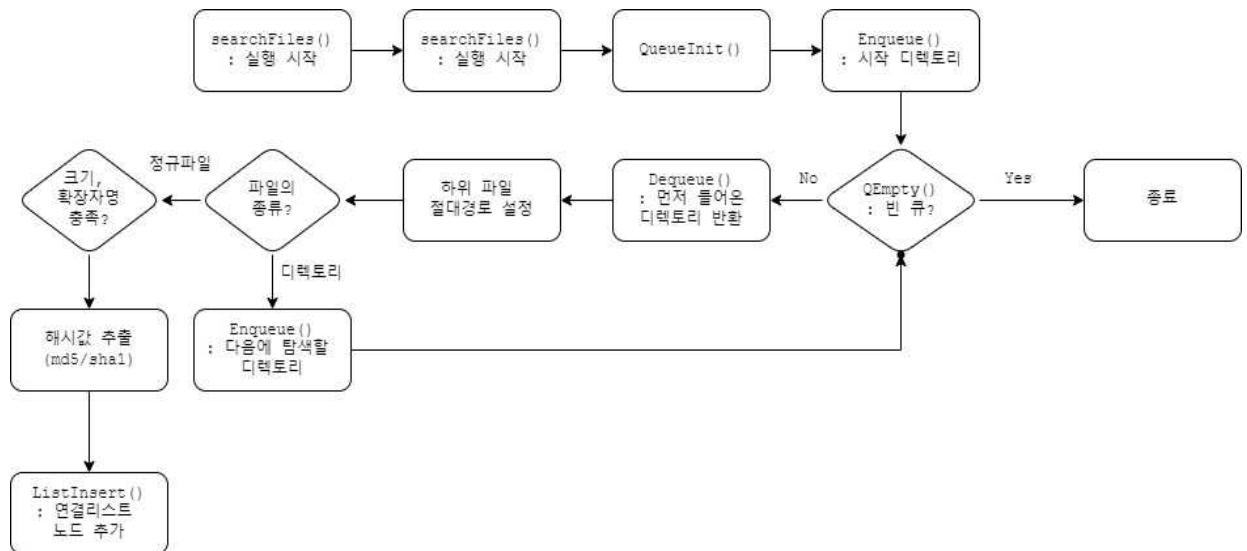 searchFiles()
: 실행 시작
searchFiles()
: 실행 시작
QueueInit()
Enqueue()
: 시작 디렉토리
정규파일
크기,
확장자명
충족?
파일의
종류?
하위 파일
절대경로 설정
Dequeue()
: 먼저 들어온
디렉토리 반환
No
QEmpty()
: 빈 큐?
Yes
종료
디렉토리
해시값 추출
(md5/sha1)
Enqueue()
: 다음에 탐색할
디렉토리
ListInsert()
: 연결리스트
노드 추가